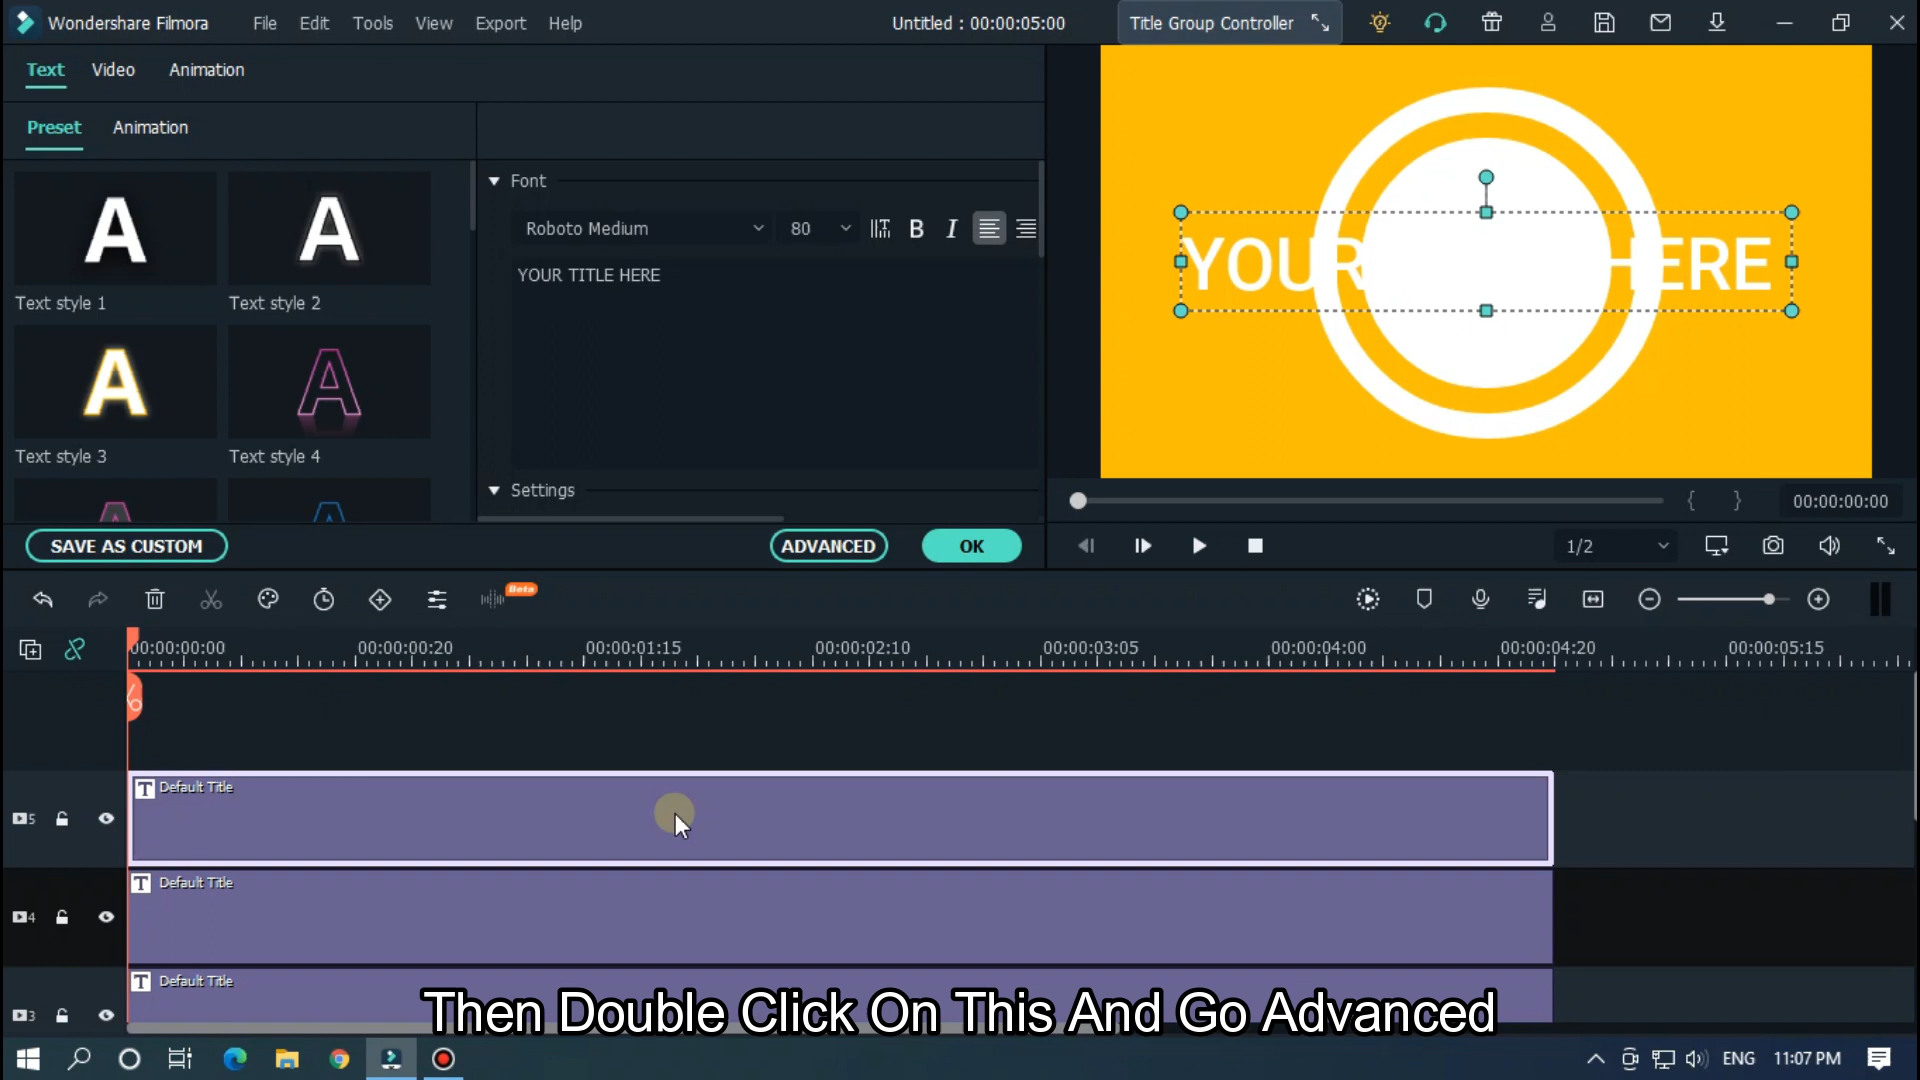 Wondershare Filmora File Edit Tools View Export Help Untitled : 00:00:05:00 Title Group Controller
Text Video Animation
Preset Animation
Font
A A
Roboto Medium 80 B I
YOUR TITLE HERE
YOUR HERE
Text style 1 Text style 2
A A
Text style 3 Text style 4
Settings
00:00:00:00
SAVE AS CUSTOM ADVANCED OK
1/2
Beta
00:00:00:00 00:00:00:20 00:00:01:15 00:00:02:10 00:00:03:05 00:00:04:00 00:00:04:20 00:00:05:15
T Default Title
5
T Default Title
4
T Default Title
3
Then Double Click On This And Go Advanced
ENG 11:07 PM